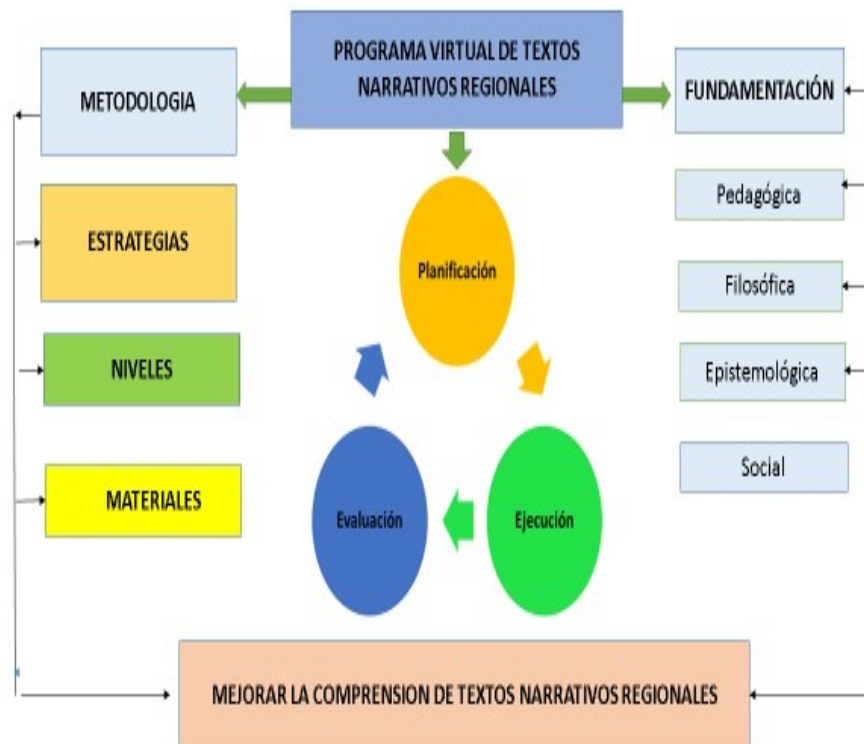 PROGRAMA VIRTUAL DE TEXTOS
NARRATIVOS REGIONALES
METODOLOGIA
FUNDAMENTACIÓN
ESTRATEGIAS
NIVELES
MATERIALES
Planificación
Evaluación
Ejecución
Pedagógica
Filosófica
Epistemológica
Social
MEJORAR LA COMPRENSION DE TEXTOS NARRATIVOS REGIONALES